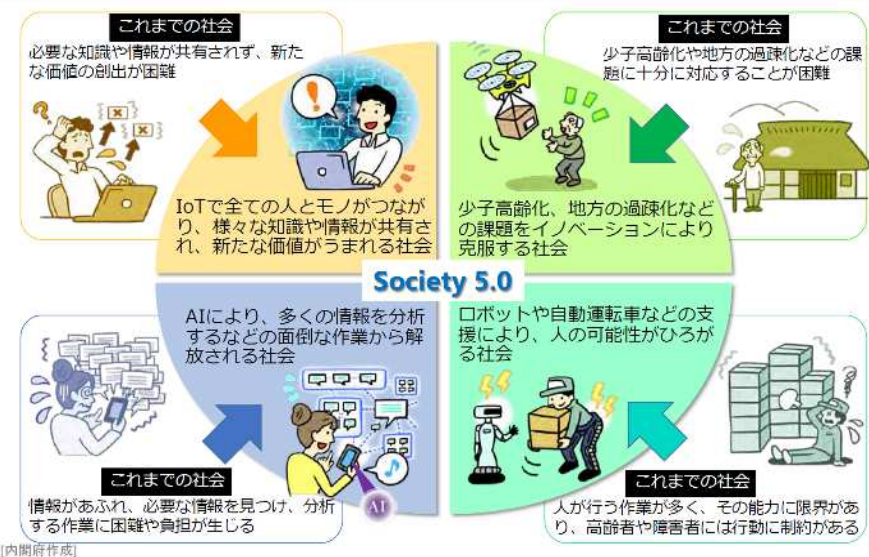 これまでの社会
必要な知識や情報が共有されず、新た
な価値の創出が困難
IoTで全ての人とモノがつなが
り、様々な知識や情報が共有さ
れ、新たな価値がうまれる社会
これまでの社会
少子高齢化や地方の過疎化などの課
題に十分に対応することが困難
少子高齢化、地方の過疎化など
の課題をイノベーションにより
克服する社会
Society 5.0
AIにより、多くの情報を分析
するなどの面倒な作業から解
放される社会
AI
これまでの社会
情報があふれ、必要な情報を見つけ、分析
する作業に困難や負担が生じる
ロボットや自動運転車などの支
援により、人の可能性がひろが
る社会
これまでの社会
人が行う作業が多く、その能力に限界があ
り、高齢者や障害者には行動に制約がある
[内閣府作成]